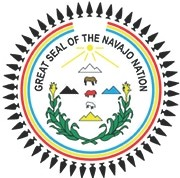 GREAT SEAL OF THE NAVAJO NATION